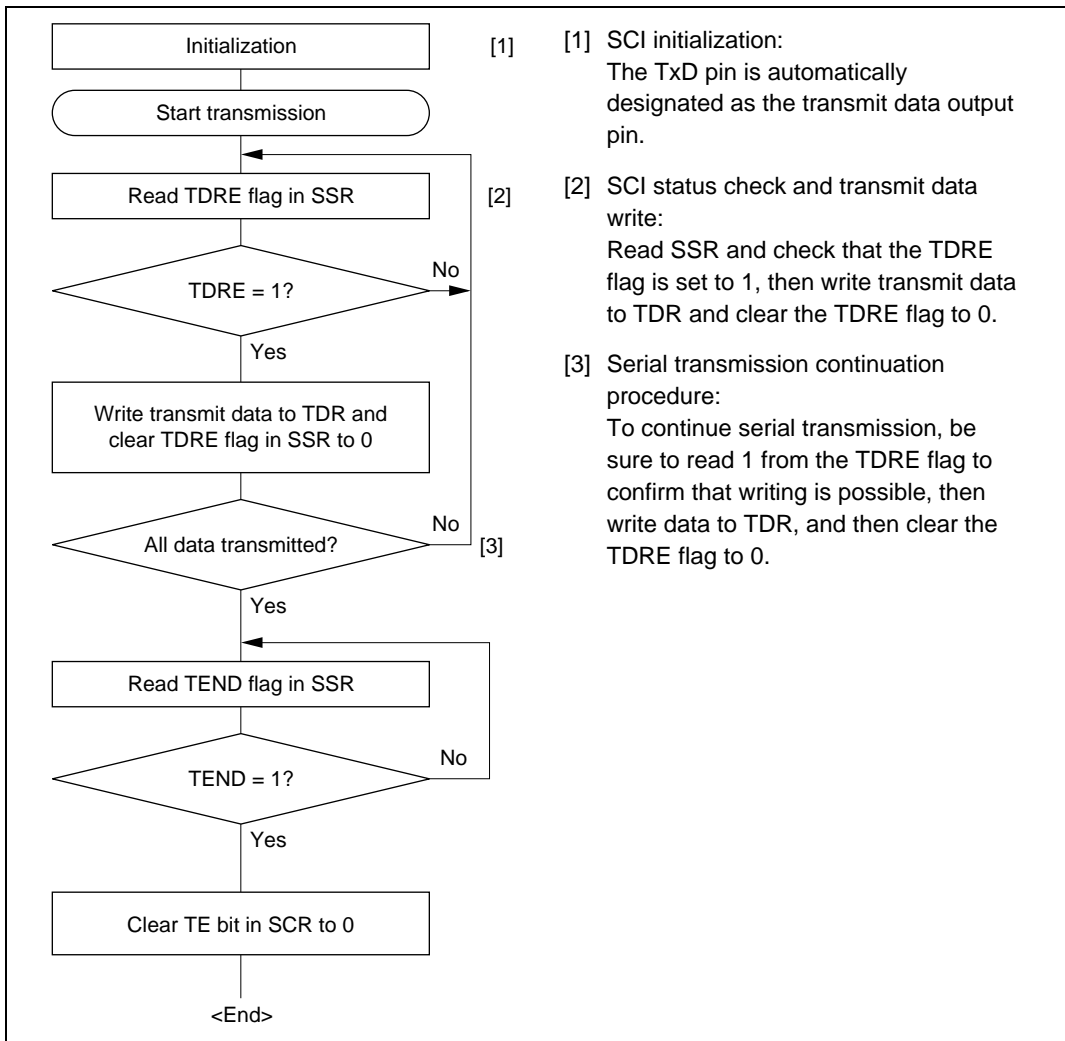 Initialization
[1]
Start transmission
Read TDRE flag in SSR
[2]
No
TDRE = 1?
Yes
Write transmit data to TDR and
clear TDRE flag in SSR to 0
No
All data transmitted?
[3]
Yes
Read TEND flag in SSR
No
TEND = 1?
Yes
Clear TE bit in SCR to 0
<End>
[1] SCI initialization:
The TxD pin is automatically
designated as the transmit data output
pin.
[2] SCI status check and transmit data
write:
Read SSR and check that the TDRE
flag is set to 1, then write transmit data
to TDR and clear the TDRE flag to 0.
[3] Serial transmission continuation
procedure:
To continue serial transmission, be
sure to read 1 from the TDRE flag to
confirm that writing is possible, then
write data to TDR, and then clear the
TDRE flag to 0.